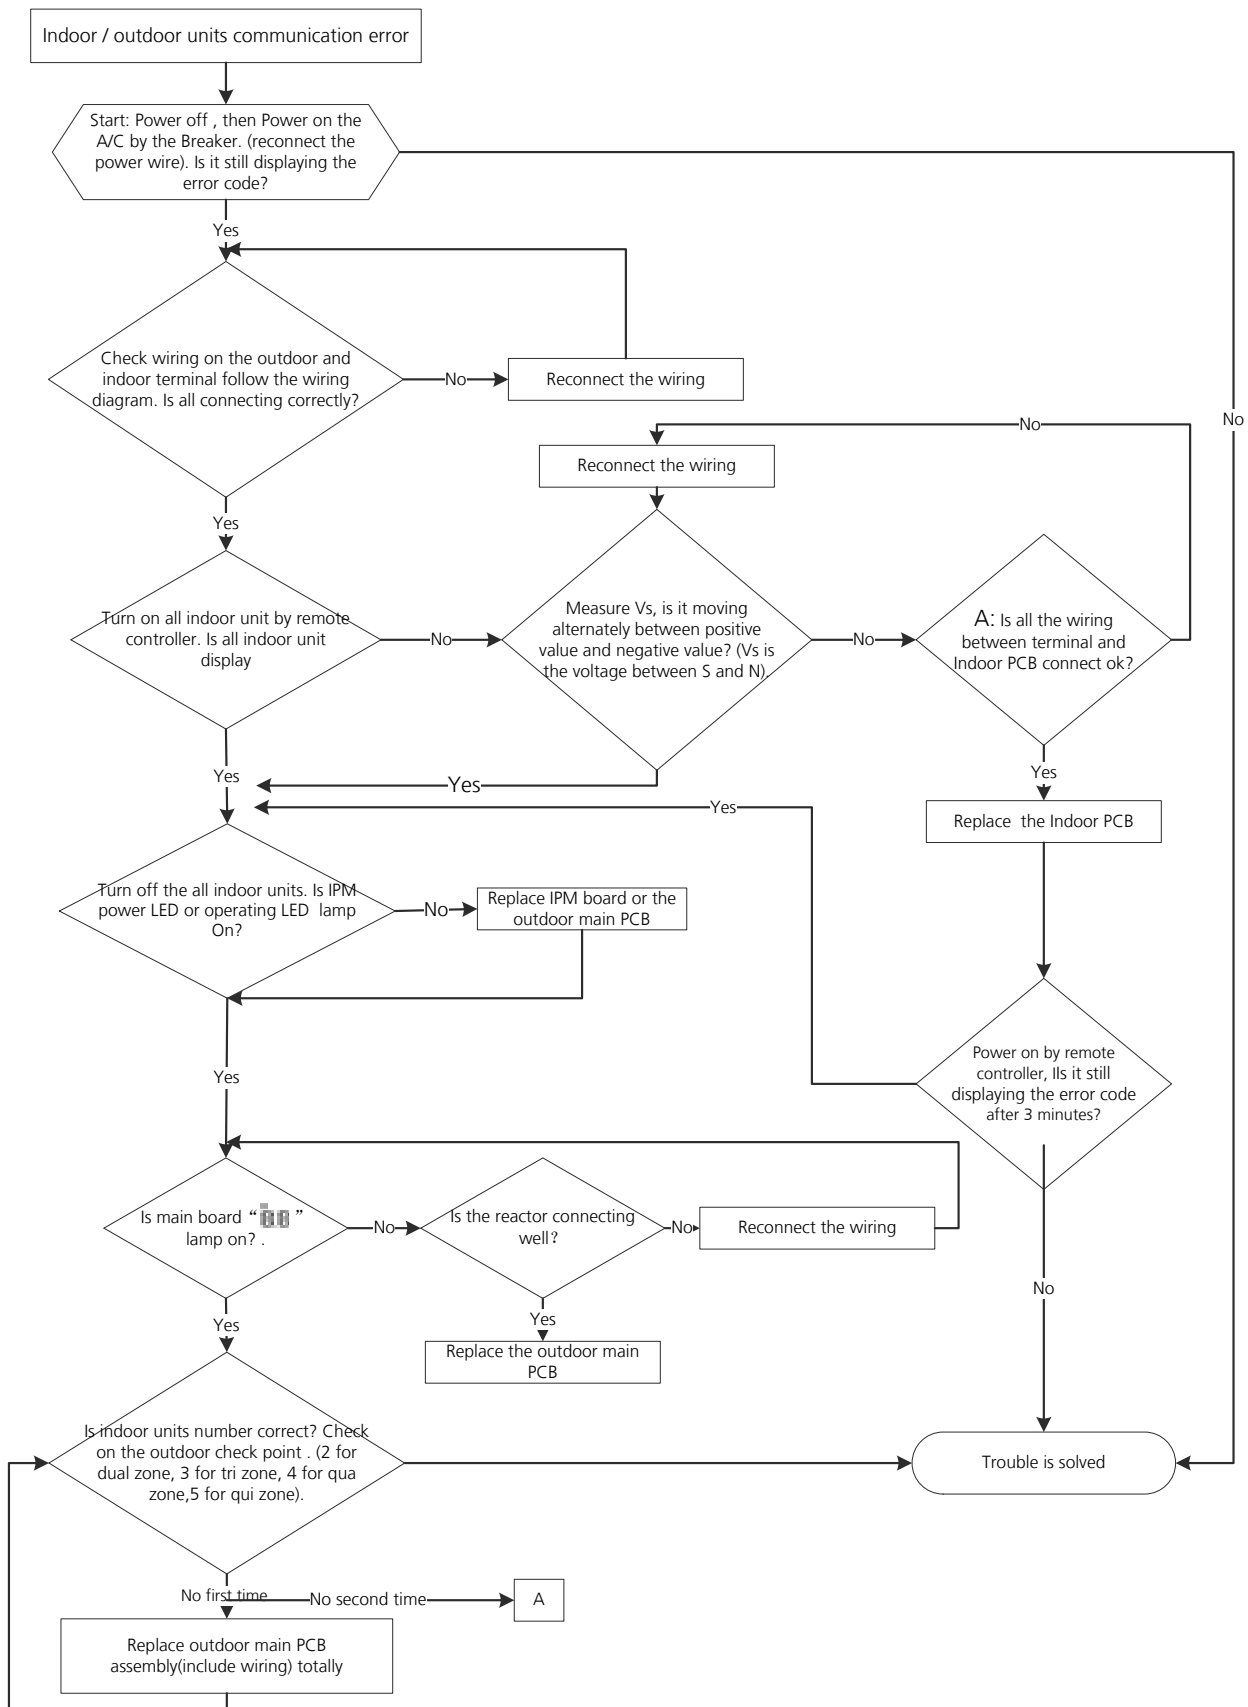 Indoor / outdoor units communication error
Start: Power off , then Power on the
A/C by the Breaker. (reconnect the
power wire). Is it still displaying the
error code?
Yes
Check wiring on the outdoor and
indoor terminal follow the wiring
diagram. Is all connecting correctly?
No
Reconnect the wiring
No
No
Reconnect the wiring
Yes
Turn on all indoor unit by remote
controller. Is all indoor unit
display
No
Measure Vs, is it moving
alternately between positive
value and negative value? (Vs is
the voltage between S and N).
No
A: Is all the wiring
between terminal and
Indoor PCB connect ok?
Yes
Yes
Yes
Yes
Replace the Indoor PCB
Turn off the all indoor units. Is IPM
power LED or operating LED lamp
On?
No
Replace IPM board or the
outdoor main PCB
Yes
Power on by remote
controller, IIs it still
displaying the error code
after 3 minutes?
Is main board “ ”
lamp on? .
No
Is the reactor connecting
well?
No
Reconnect the wiring
No
Yes
Yes
Replace the outdoor main
PCB
Is indoor units number correct? Check
on the outdoor check point . (2 for
dual zone, 3 for tri zone, 4 for qua
zone,5 for qui zone).
Trouble is solved
No first time
No second time
A
Replace outdoor main PCB
assembly(include wiring) totally